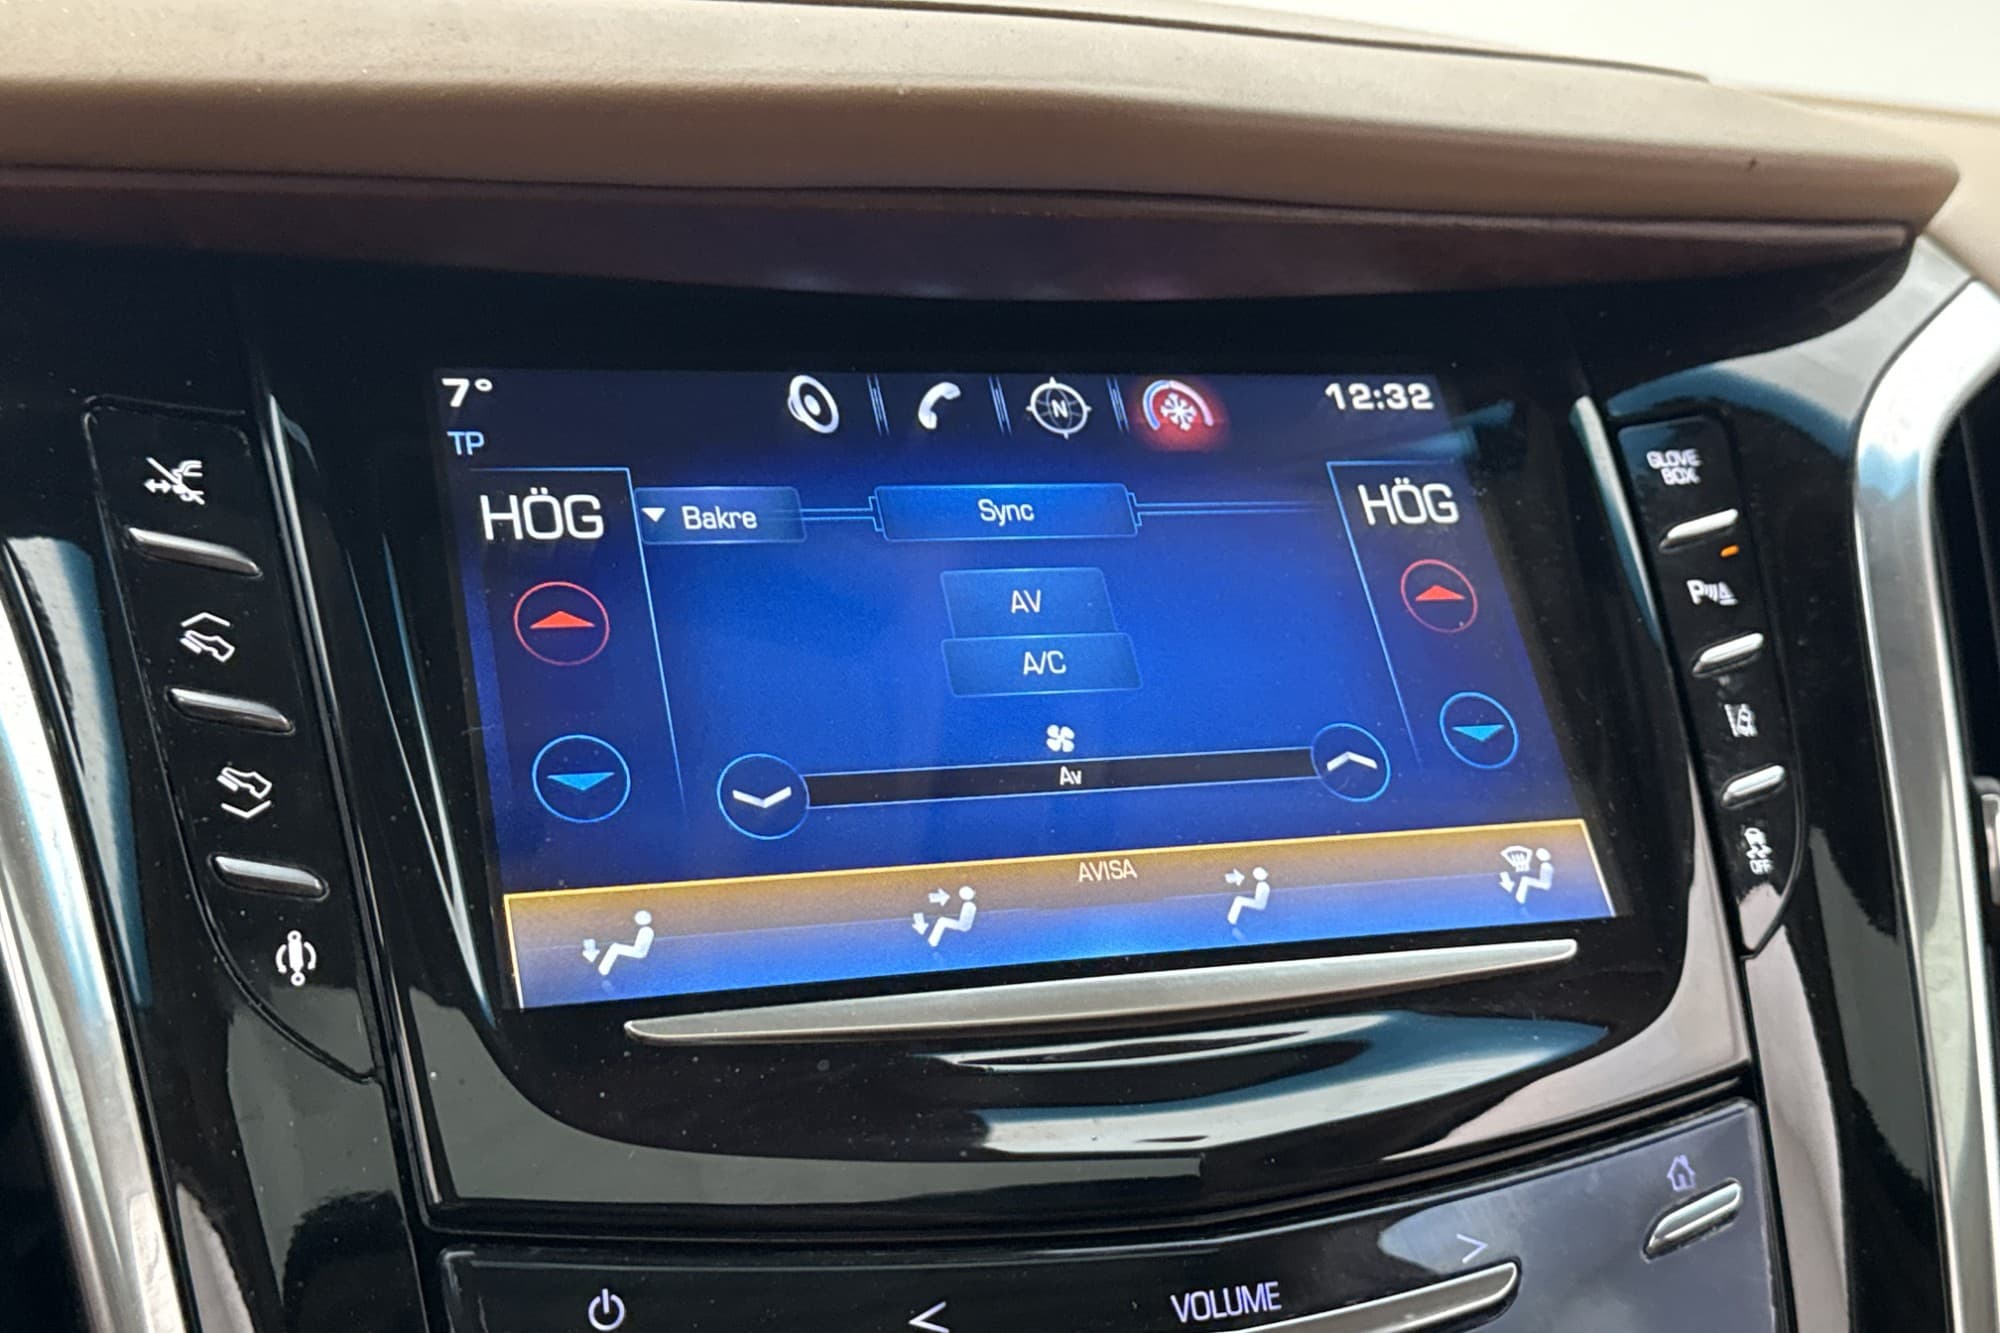 7° 12:32
TP
N
HÖG Bakre Sync HÖG
AV
A/C
Av
AVISA
GLOVE
BOX
P
OFF
VOLUME